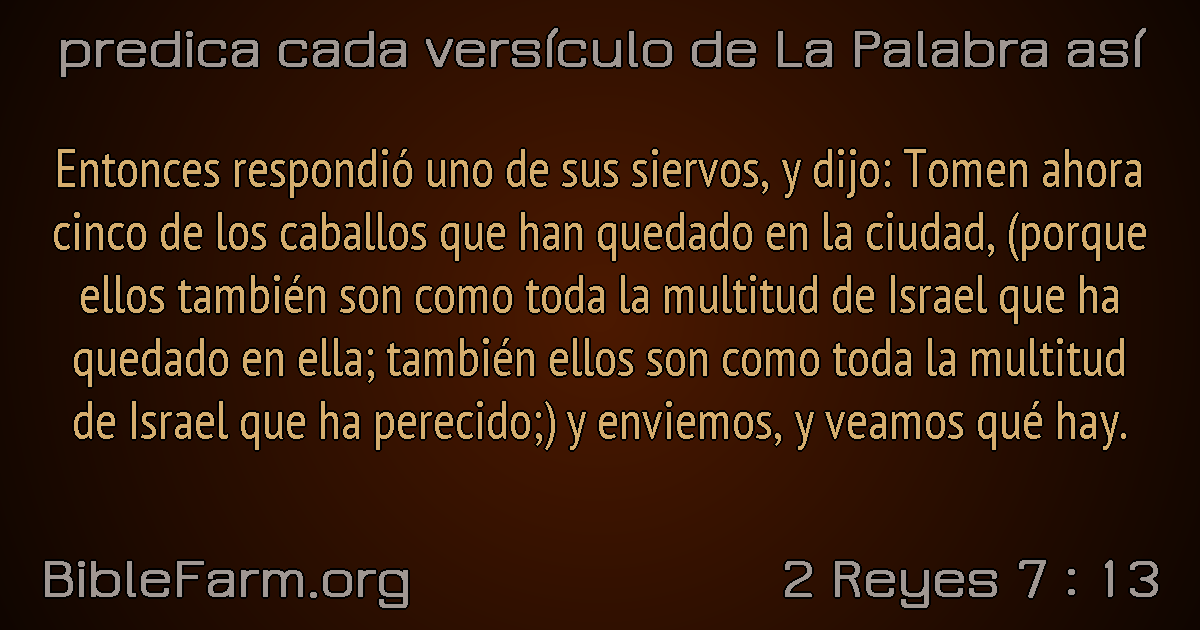 predica cada versículo de La Palabra así
Entonces respondió uno de sus siervos, y dijo: Tomen ahora
cinco de los caballos que han quedado en la ciudad, (porque
ellos también son como toda la multitud de Israel que ha
quedado en ella; también ellos son como toda la multitud
de Israel que ha perecido;) y enviemos, y veamos qué hay.
BibleFarm.org
2 Reyes 7 : 13